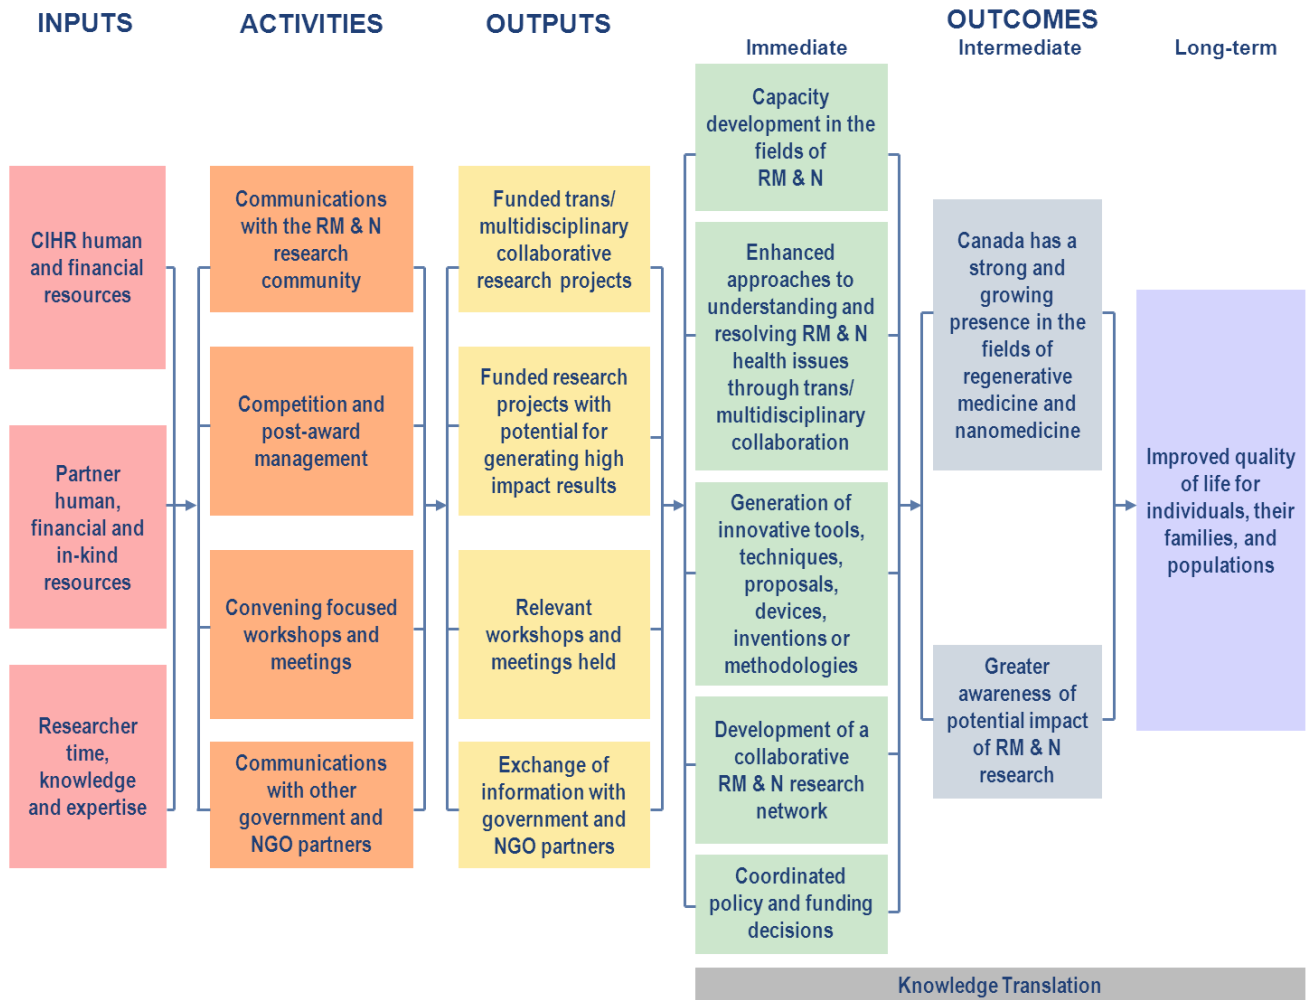 INPUTS
ACTIVITIES
OUTPUTS
OUTCOMES
Immediate
Intermediate
Long-term
CIHR human
and financial
resources
Partner
human,
financial and
in-kind
resources
Researcher
time,
knowledge
and expertise
Communications
with the RM & N
research
community
Competition and
post-award
management
Convening focused
workshops and
meetings
Communications
with other
government and
NGO partners
Funded trans/
multidisciplinary
collaborative
research projects
Funded research
projects with
potential for
generating high
impact results
Relevant
workshops and
meetings held
Exchange of
information with
government and
NGO partners
Capacity
development in the
fields of
RM & N
Enhanced
approaches to
understanding and
resolving RM & N
health issues
through trans/
multidisciplinary
collaboration
Generation of
innovative tools,
techniques,
proposals,
devices,
inventions or
methodologies
Development of a
collaborative
RM & N research
network
Coordinated
policy and funding
decisions
Canada has a
strong and
growing
presence in the
fields of
regenerative
medicine and
nanomedicine
Greater
awareness of
potential impact
of RM & N
research
Improved quality
of life for
individuals, their
families, and
populations
Knowledge Translation